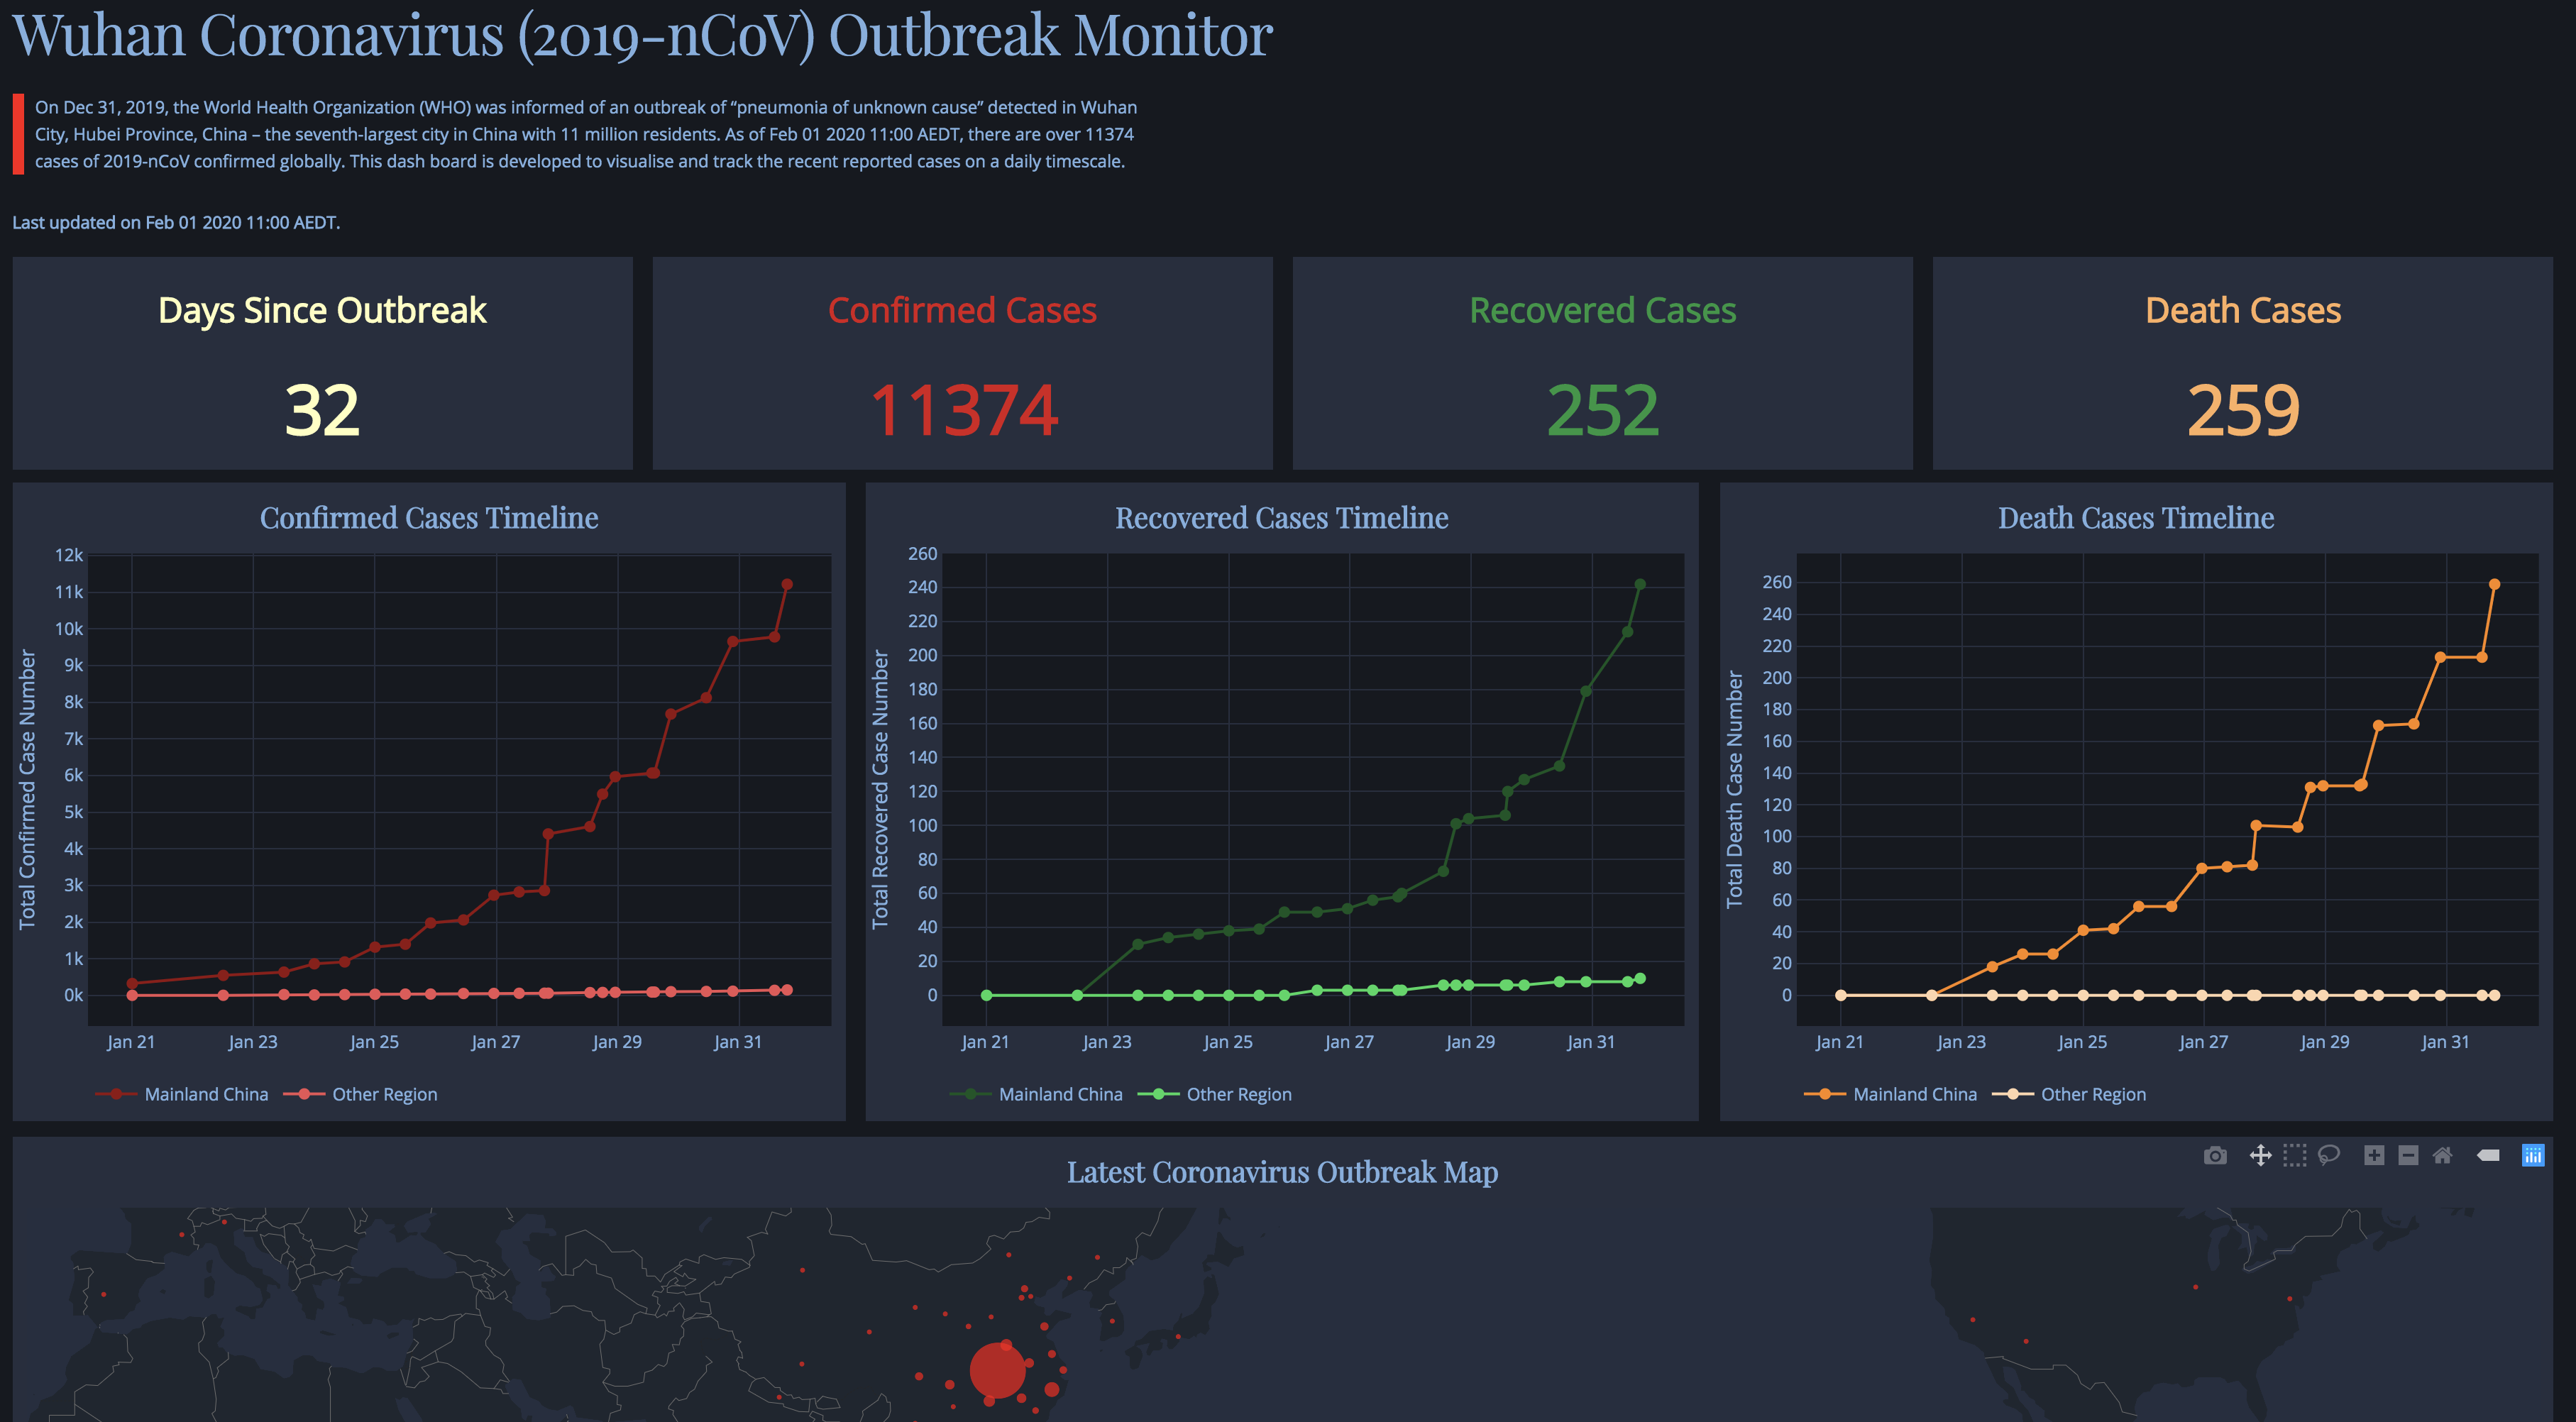 Wuhan Coronavirus (2019-nCoV) Outbreak Monitor
On Dec 31, 2019, the World Health Organization (WHO) was informed of an outbreak of “pneumonia of unknown cause” detected in Wuhan
City, Hubei Province, China – the seventh-largest city in China with 11 million residents. As of Feb 01 2020 11:00 AEDT, there are over 11374
cases of 2019-nCoV confirmed globally. This dash board is developed to visualise and track the recent reported cases on a daily timescale.
Last updated on Feb 01 2020 11:00 AEDT.
Days Since Outbreak
32
Confirmed Cases
11374
Recovered Cases
252
Death Cases
259
Confirmed Cases Timeline
Total Confirmed Case Number
12k
11k
10k
9k
8k
7k
6k
5k
4k
3k
2k
1k
0k
Jan 21 Jan 23 Jan 25 Jan 27 Jan 29 Jan 31
Mainland China Other Region
Recovered Cases Timeline
Total Recovered Case Number
260
240
220
200
180
160
140
120
100
80
60
40
20
0
Jan 21 Jan 23 Jan 25 Jan 27 Jan 29 Jan 31
Mainland China Other Region
Death Cases Timeline
Total Death Case Number
260
240
220
200
180
160
140
120
100
80
60
40
20
0
Jan 21 Jan 23 Jan 25 Jan 27 Jan 29 Jan 31
Mainland China Other Region
Latest Coronavirus Outbreak Map